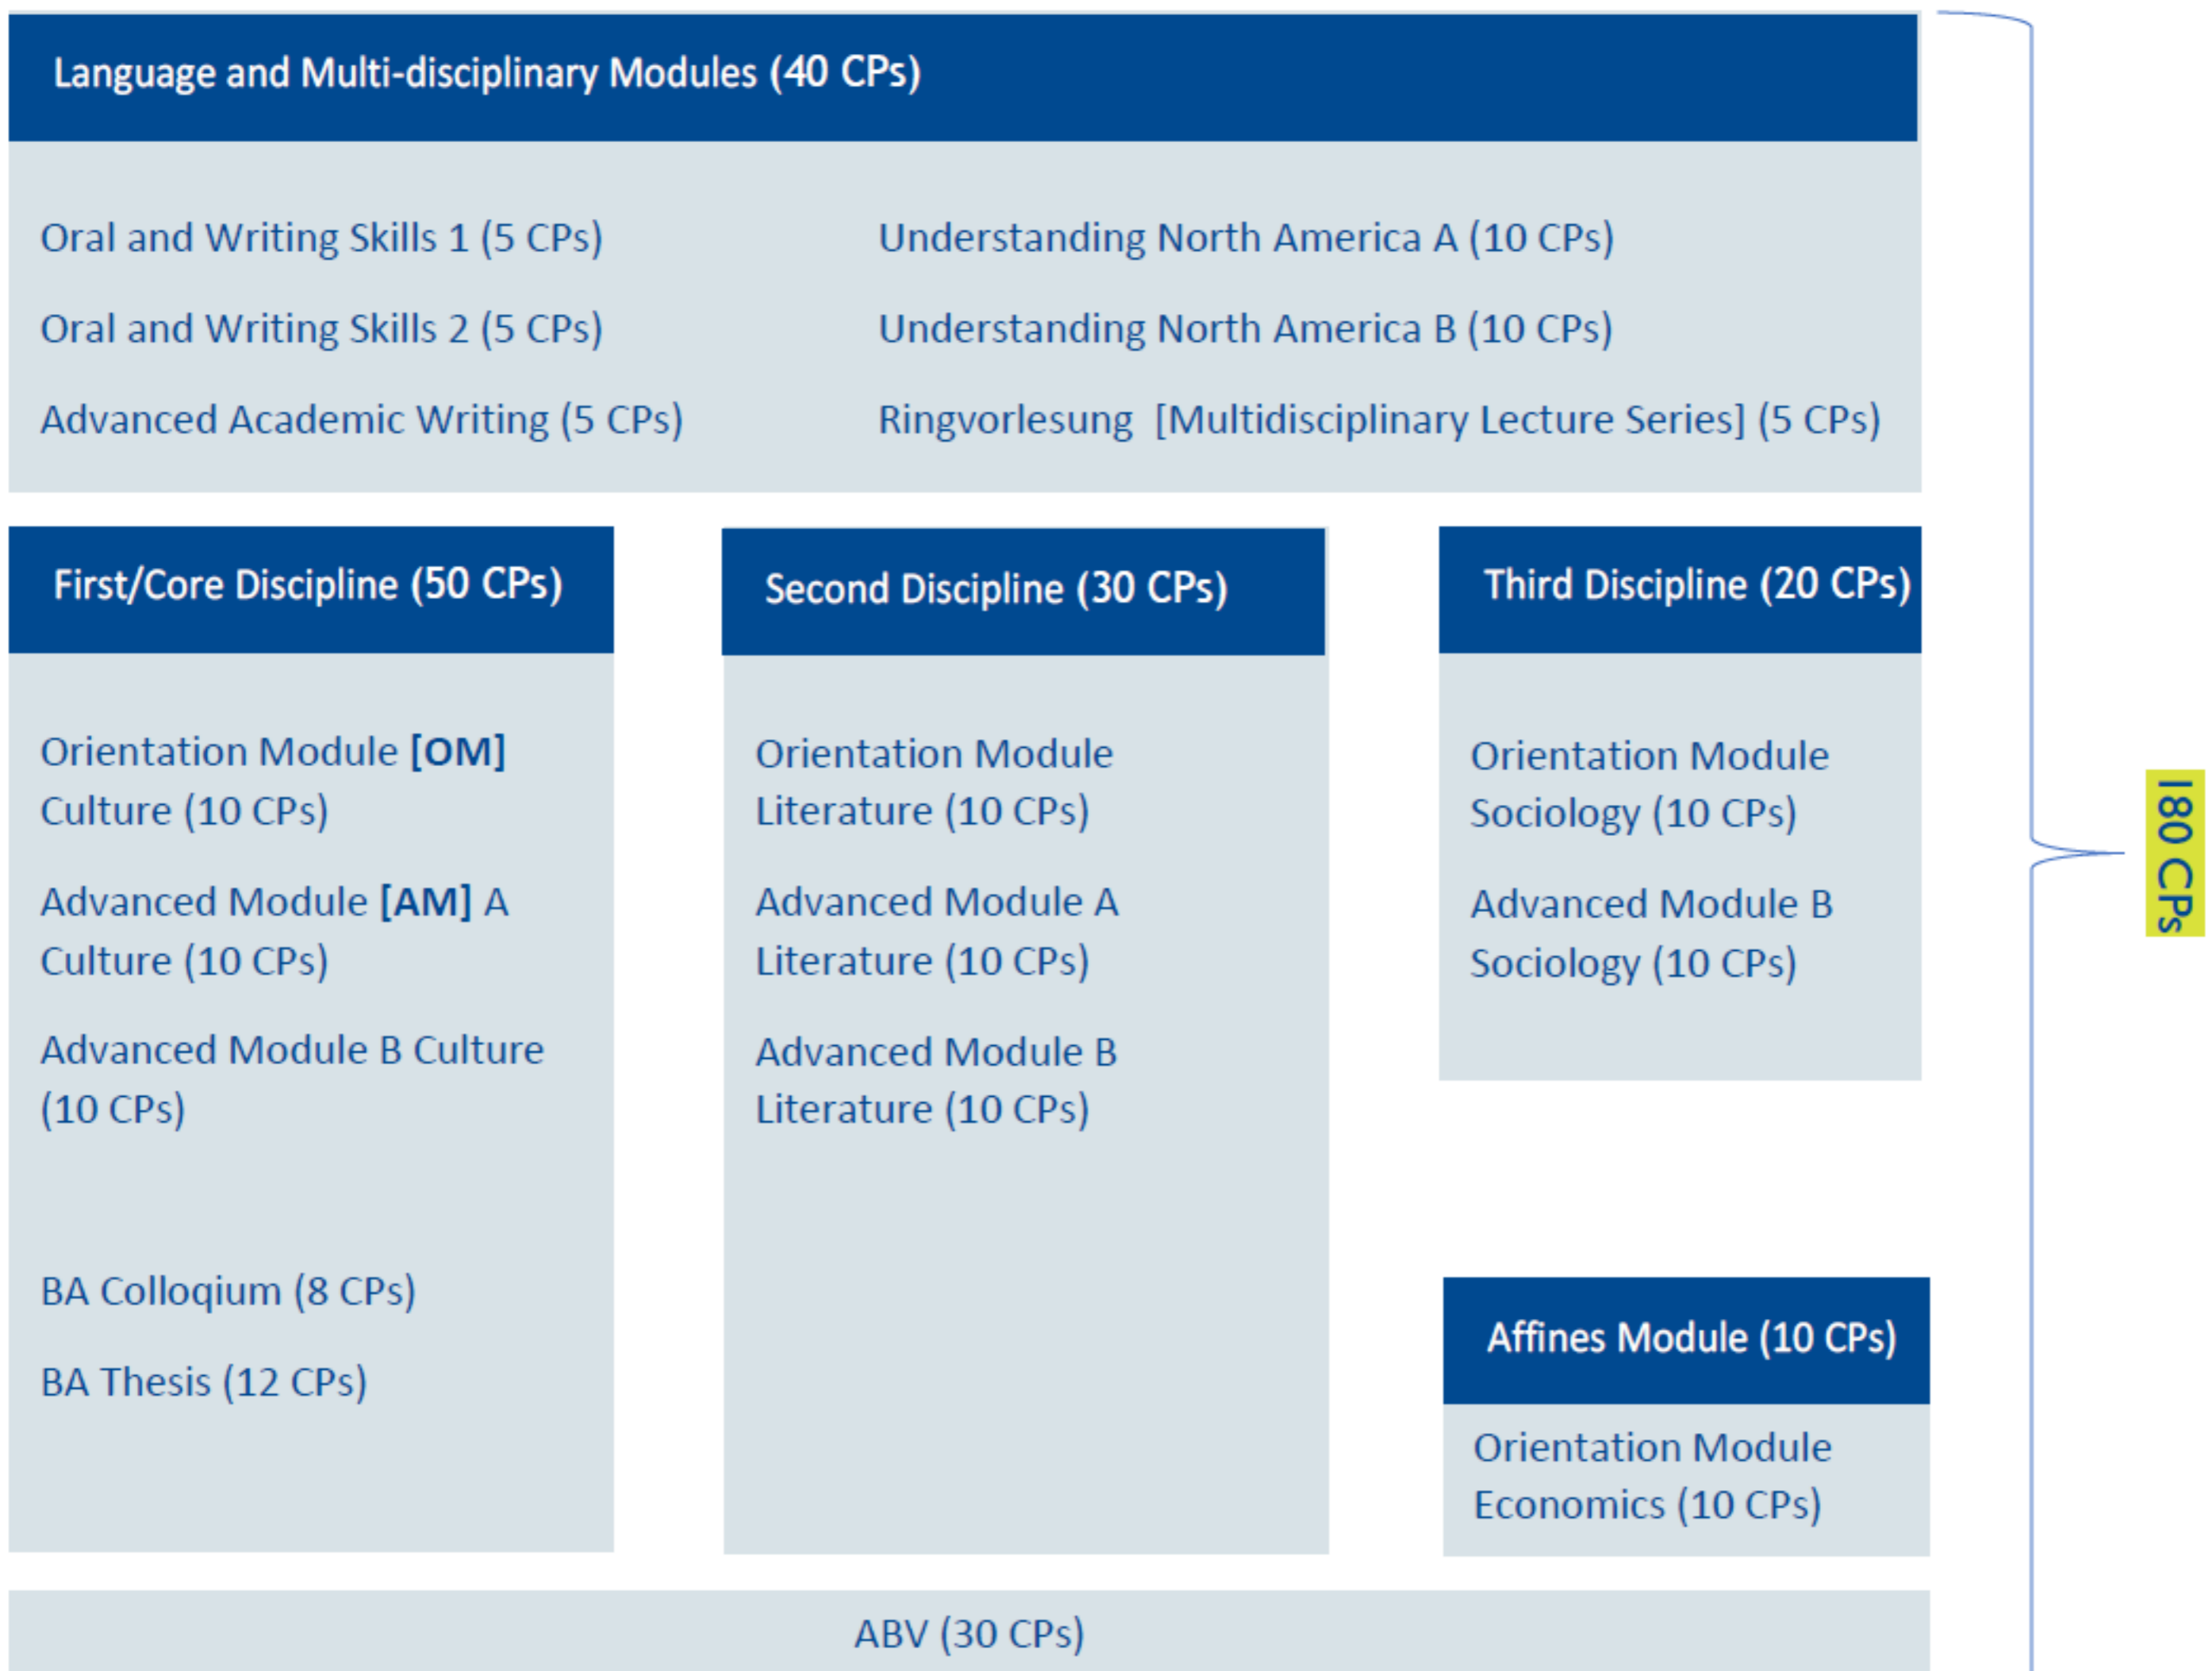 Language and Multi-disciplinary Modules (40 CPs)
Oral and Writing Skills 1 (5 CPs)
Oral and Writing Skills 2 (5 CPs)
Advanced Academic Writing (5 CPs)
Understanding North America A (10 CPs)
Understanding North America B (10 CPs)
Ringvorlesung [Multidisciplinary Lecture Series] (5 CPs)
First/Core Discipline (50 CPs)
Orientation Module [OM]
Culture (10 CPs)
Advanced Module [AM] A
Culture (10 CPs)
Advanced Module B Culture
(10 CPs)
BA Colloqium (8 CPs)
BA Thesis (12 CPs)
Second Discipline (30 CPs)
Orientation Module
Literature (10 CPs)
Advanced Module A
Literature (10 CPs)
Advanced Module B
Literature (10 CPs)
Third Discipline (20 CPs)
Orientation Module
Sociology (10 CPs)
Advanced Module B
Sociology (10 CPs)
Affines Module (10 CPs)
Orientation Module
Economics (10 CPs)
ABV (30 CPs)
180 CPs